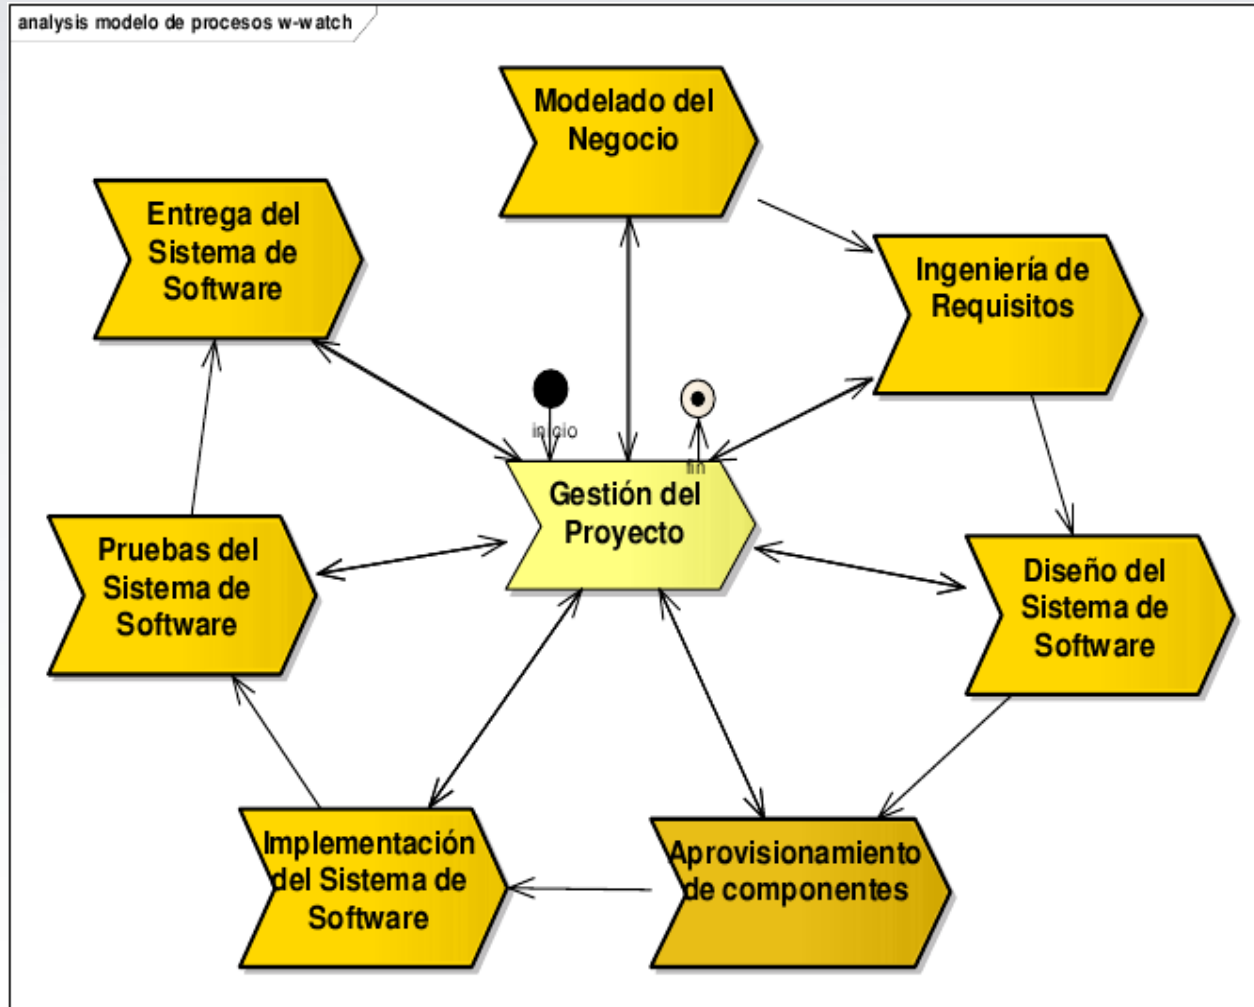 analysis modelo de procesos w-watch
Modelado del
Negocio
Entrega del
Sistema de
Software
Ingeniería de
Requisitos
inicio
fin
Gestión del
Proyecto
Pruebas del
Sistema de
Software
Diseño del
Sistema de
Software
Implementación
del Sistema de
Software
Aprovisionamiento
de componentes